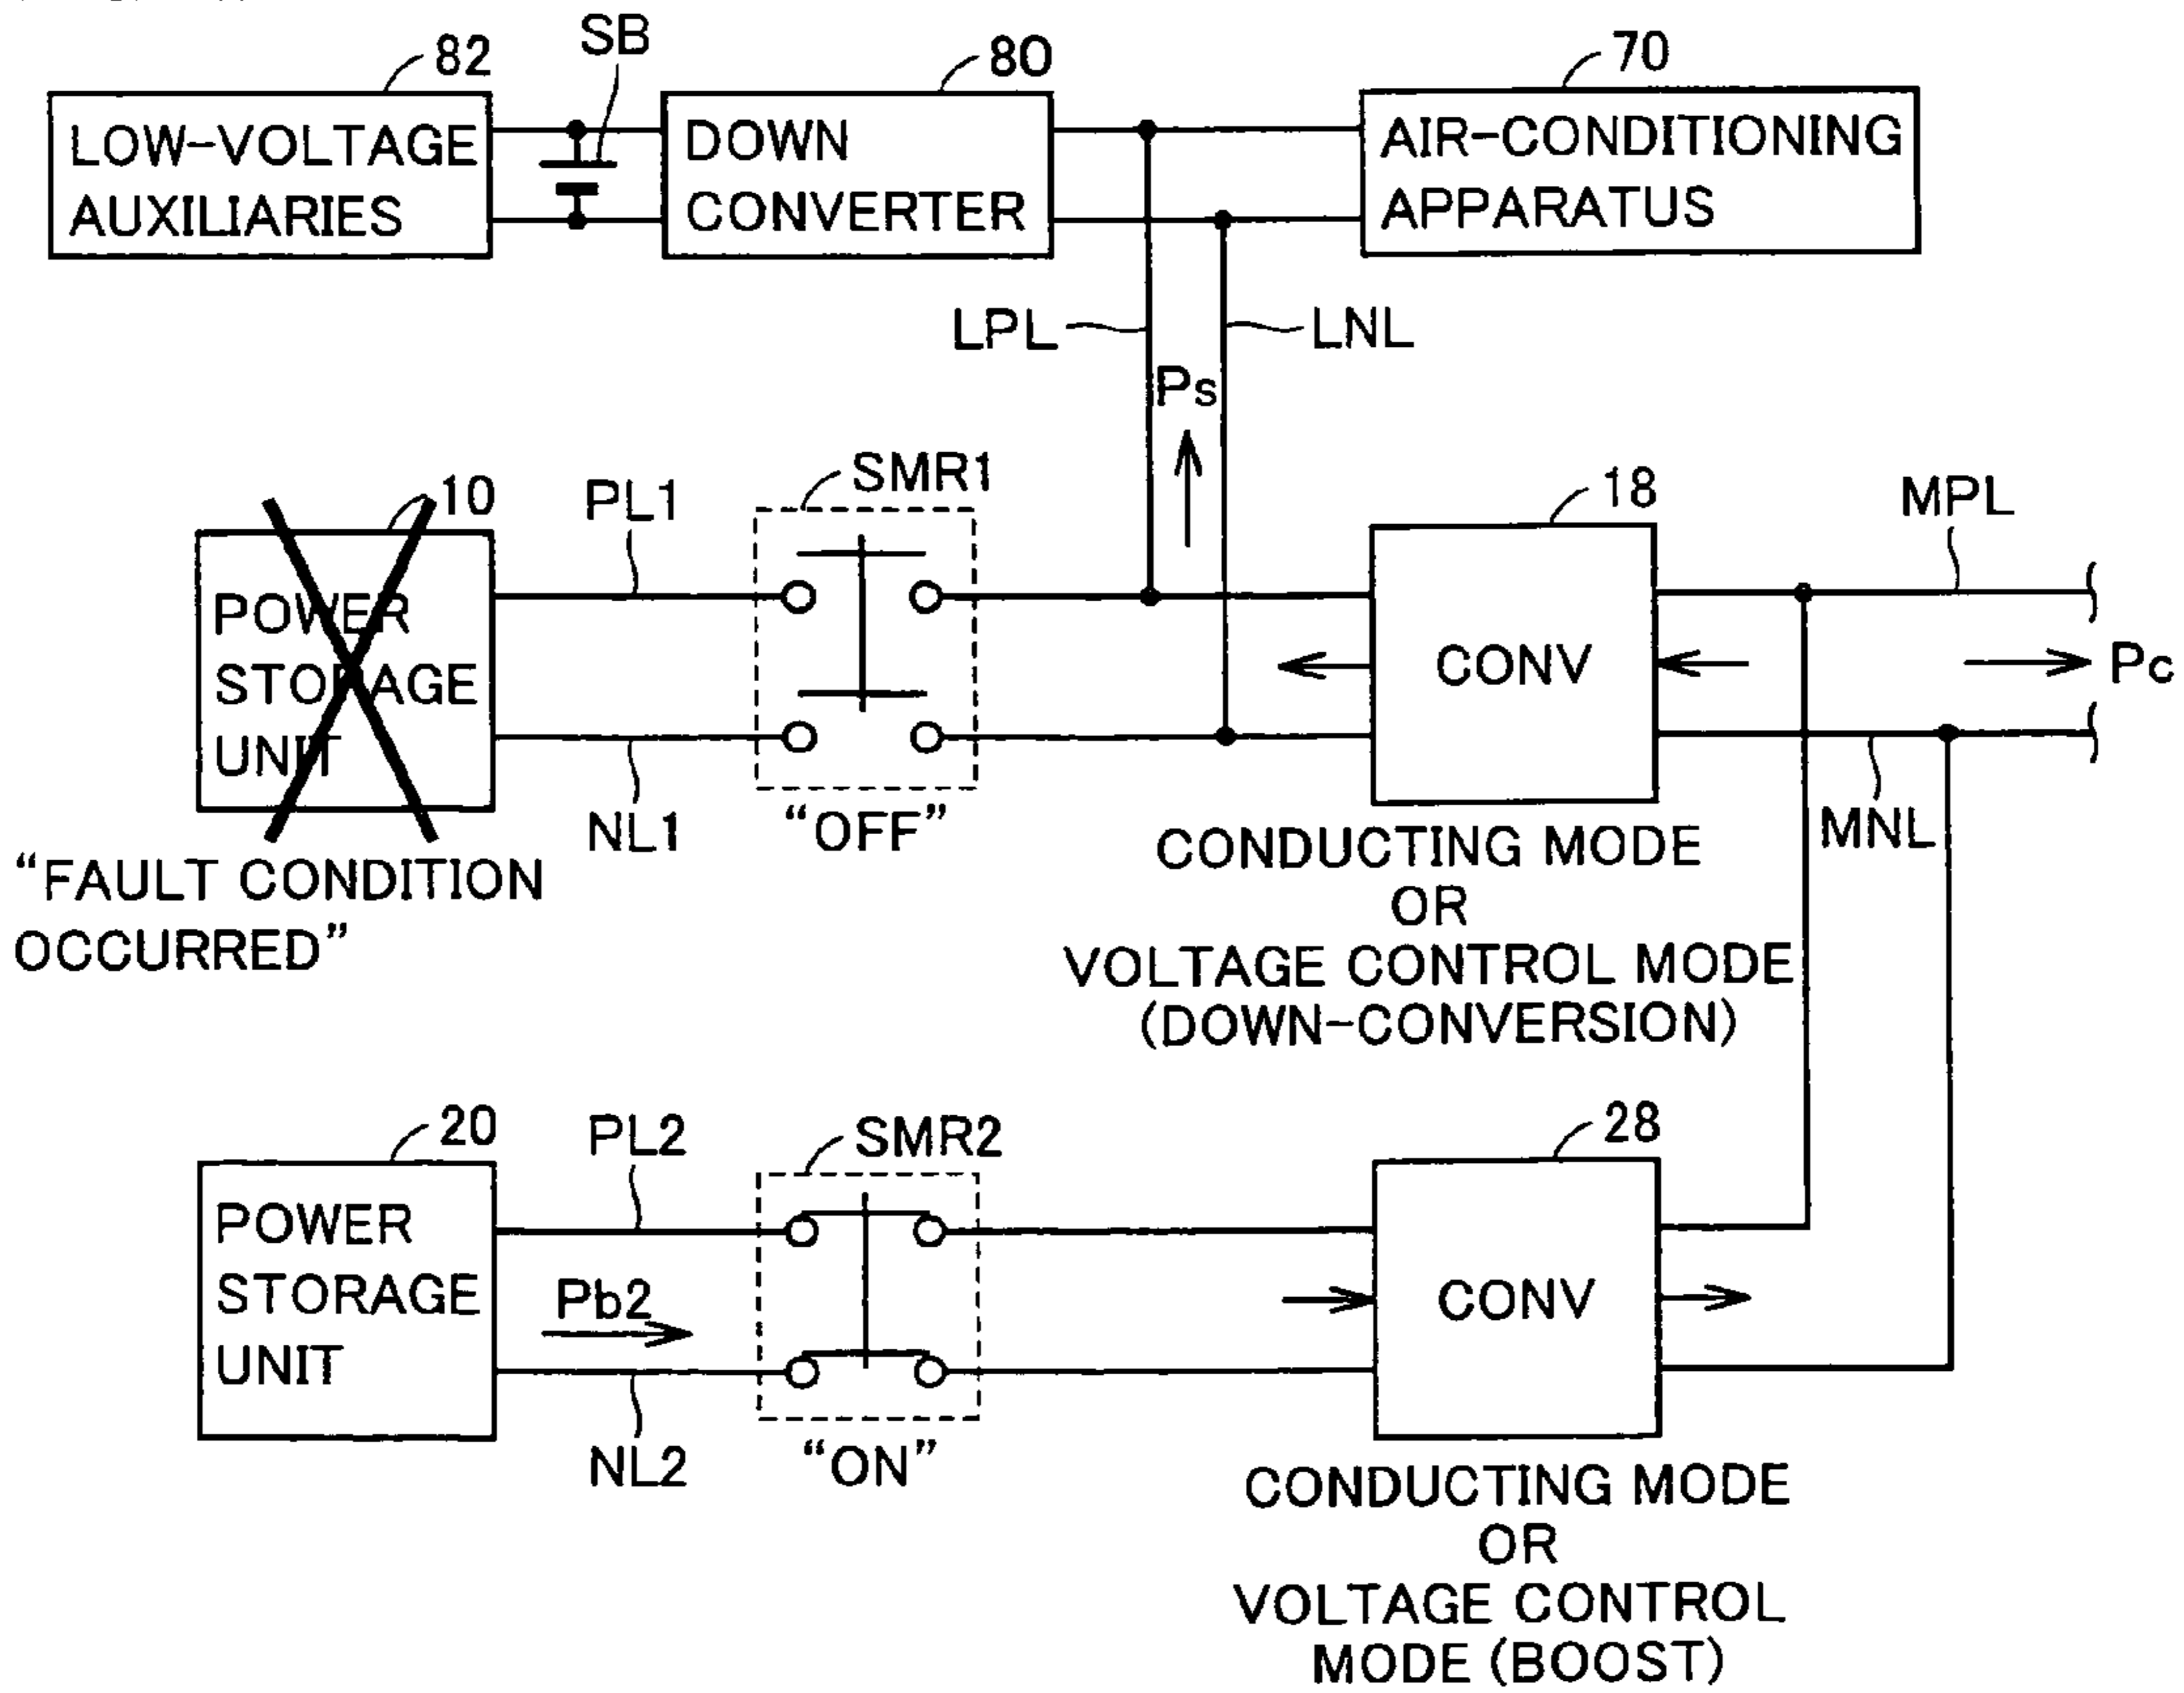 82
SB
80
70
LOW-VOLTAGE
AUXILIARIES
DOWN
CONVERTER
AIR-CONDITIONING
APPARATUS
LPL
LNL
Ps
10
PL1
SMR1
18
MPL
POWER
STORAGE
UNIT
CONV
Pc
NL1
"OFF"
MNL
"FAULT CONDITION
OCCURRED"
CONDUCTING MODE
OR
VOLTAGE CONTROL MODE
(DOWN-CONVERSION)
20
PL2
SMR2
28
POWER
STORAGE
UNIT
Pb2
CONV
NL2
"ON"
CONDUCTING MODE
OR
VOLTAGE CONTROL
MODE (BOOST)